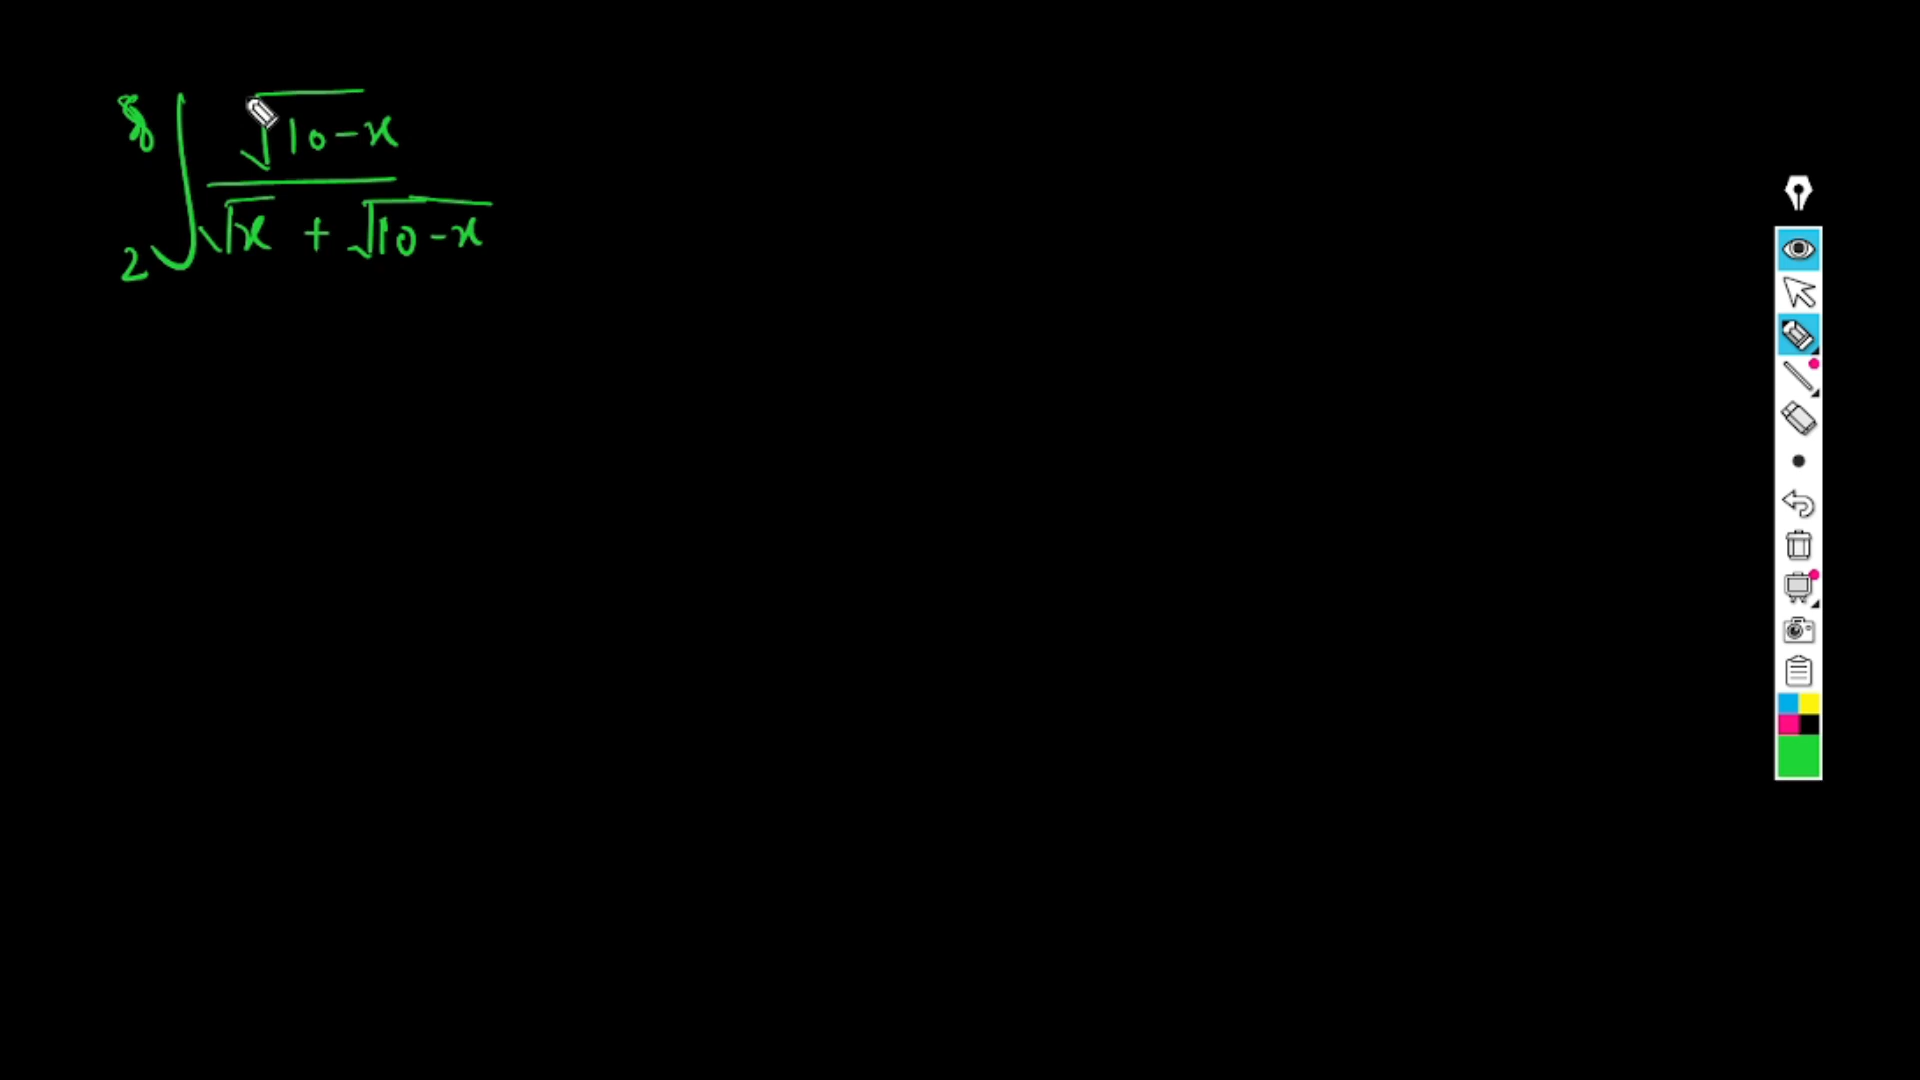 8 ∫ √10-x
√x + √10-x
2